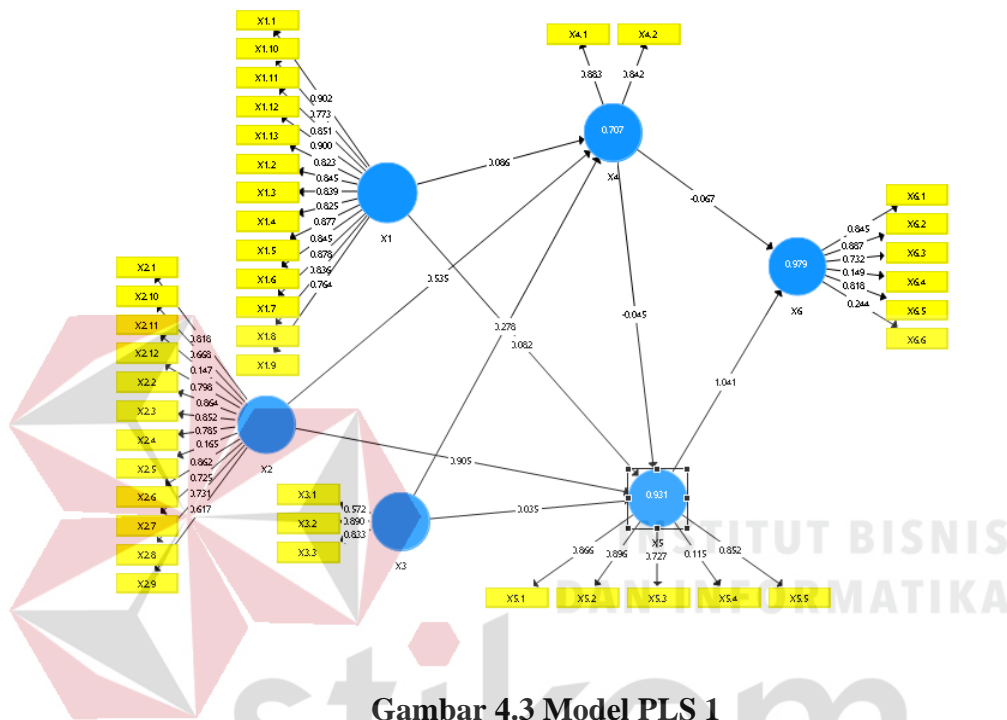 X1.1
X1.10
X1.11
X1.12
X1.13
X1.2
X1.3
X1.4
X1.5
X1.6
X1.7
X1.8
X1.9
0.902
0.773
0.851
0.900
0.823
0.845
0.839
0.825
0.877
0.845
0.878
0.836
0.764
X1
X4.1
X4.2
0.883
0.842
0.707
X4
0.086
-0.067
X6.1
X6.2
X6.3
X6.4
X6.5
X6.6
0.845
0.887
0.732
0.149
0.818
0.244
0.979
X6
X2.1
X2.10
X2.11
X2.12
X2.2
X2.3
X2.4
X2.5
X2.6
X2.7
X2.8
X2.9
0.818
0.668
0.147
0.798
0.864
0.852
0.785
0.165
0.862
0.725
0.731
0.617
X2
0.535
0.278
0.082
-0.045
1.041
0.905
0.035
X3.1
X3.2
X3.3
0.572
0.890
0.833
X3
0.931
X5
0.866
0.896
0.727
0.115
0.852
X5.1
X5.2
X5.3
X5.4
X5.5
INSTITUT BISNIS
DAN INFORMATIKA
stikom
Gambar 4.3 Model PLS 1